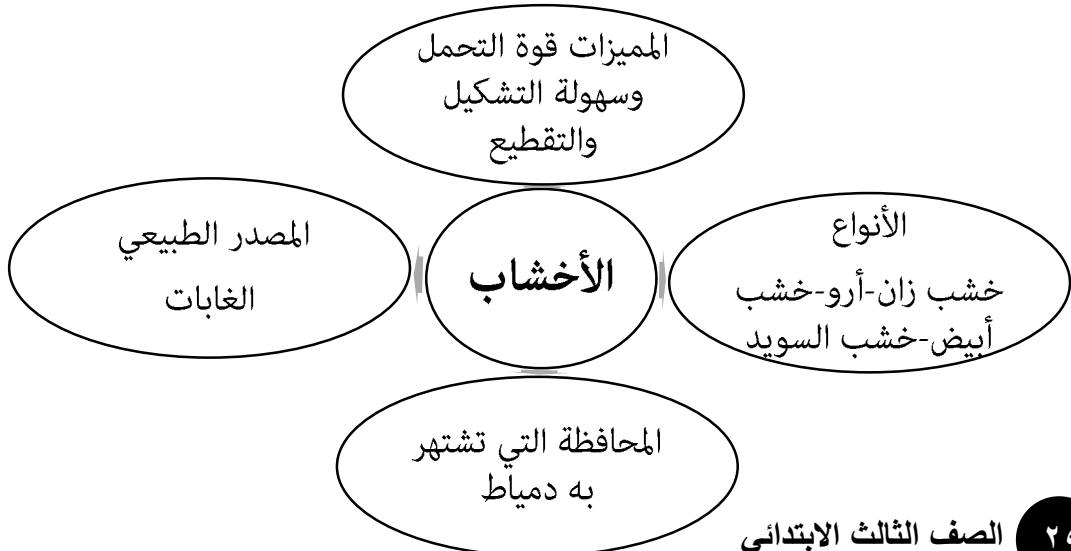 المميزات قوة التحمل
وسهولة التشكيل
والتقطيع
الأنواع
خشب زان-أرو-خشب
أبيض-خشب السويد
الأخشاب
المصدر الطبيعي
الغابات
المحافظة التي تشتهر
به دمياط
الصف الثالث الابتدائي